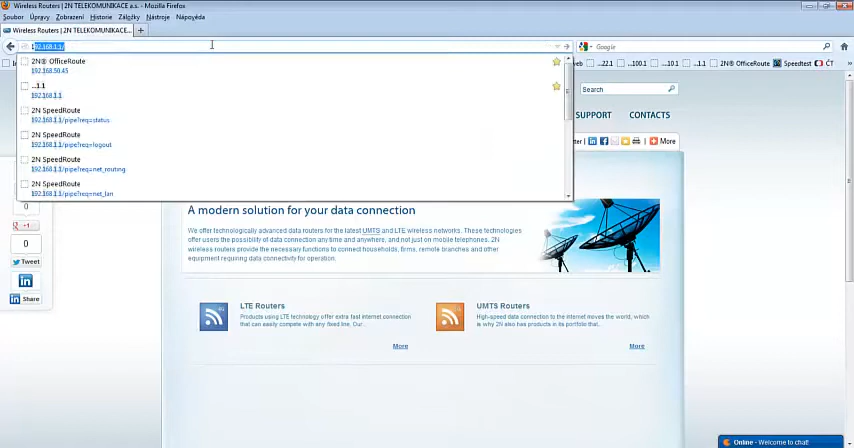 Wireless Routers | 2N TELEKOMUNIKACE a.s. - Mozilla Firefox
Soubor Úpravy Zobrazení Historie Záložky Nástroje Nápověda
Wireless Routers | 2N TELEKOMUNIKACE...
192.168.1.1/
Google
2N® OfficeRoute
192.168.50.45
...1.1
192.168.1.1
2N SpeedRoute
192.168.1.1/pipe?req=status
2N SpeedRoute
192.168.1.1/pipe?req=logout
2N SpeedRoute
192.168.1.1/pipe?req=net_routing
2N SpeedRoute
192.168.1.1/pipe?req=net_lan
...22.1 ...100.1 ...10.1 ...1.1 2N® OfficeRoute Speedtest ČT
Search
SUPPORT CONTACTS
More
0
+1
0
Tweet
Share
A modern solution for your data connection
We offer technologically advanced data routers for the latest UMTS and LTE wireless networks. These technologies
offer users the possibility of data connection any time and anywhere, and not just on mobile telephones. 2N
wireless routers provide the necessary functions to connect households, firms, remote branches and other
equipment requiring data connectivity for operation.
LTE Routers
Products using LTE technology offer extra fast internet connection
that can easily compete with any fixed line. Our...
More
UMTS Routers
High-speed data connection to the internet moves the world, which
is why 2N also has products in its portfolio that...
More
Online - Welcome to chat!